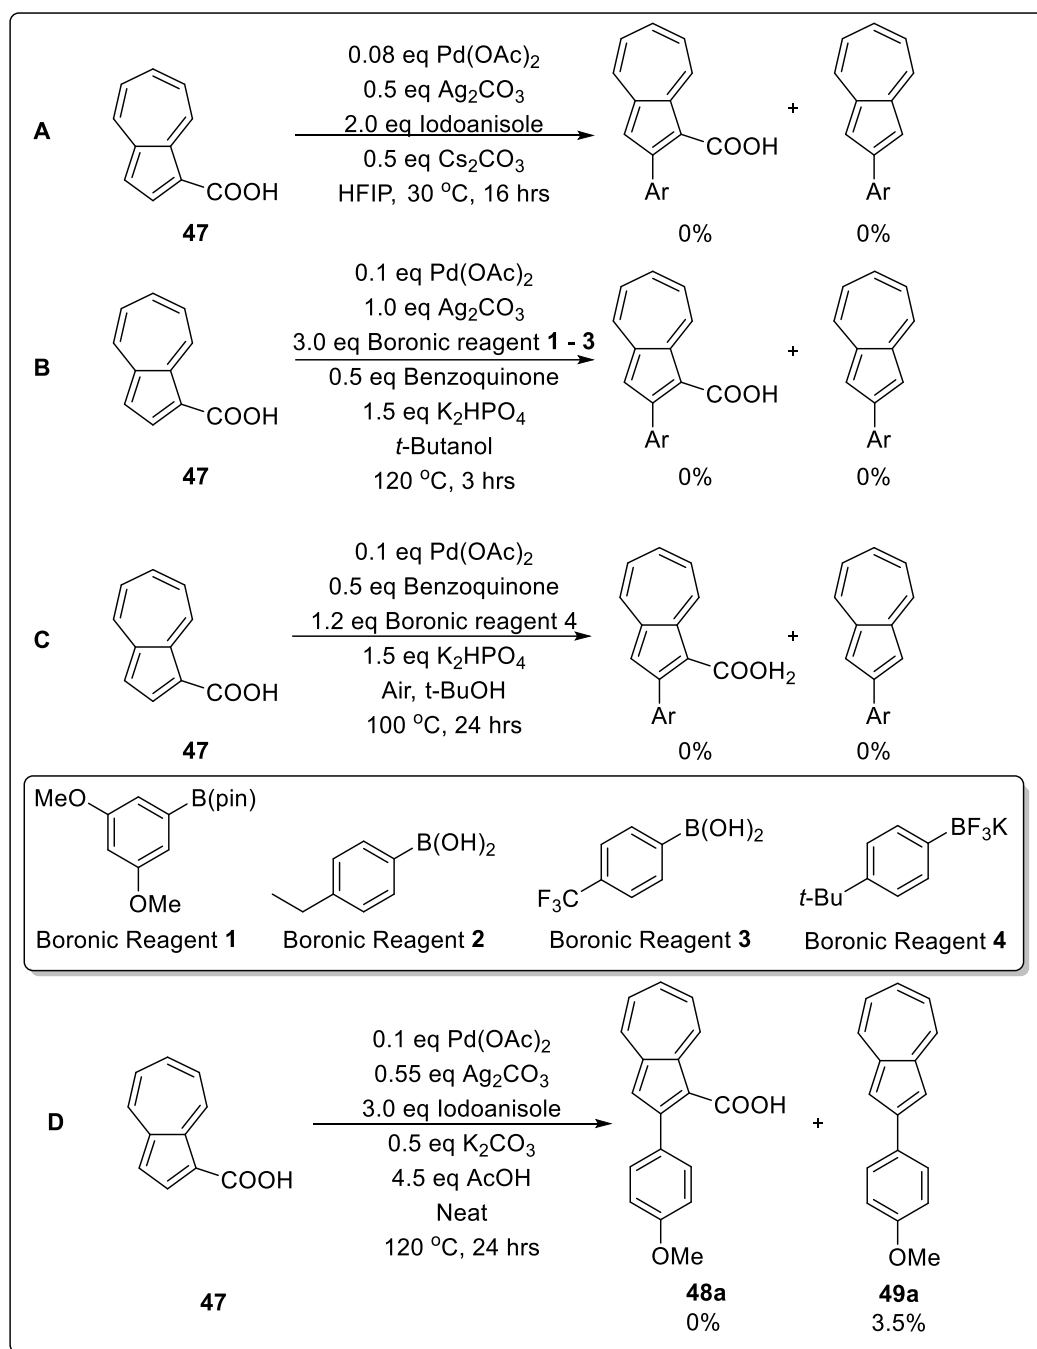 A
COOH
47
0.08 eq Pd(OAc)2
0.5 eq Ag2CO3
2.0 eq Iodoanisole
0.5 eq Cs2CO3
HFIP, 30 oC, 16 hrs
COOH
Ar
0%
+
Ar
0%
B
COOH
47
0.1 eq Pd(OAc)2
1.0 eq Ag2CO3
3.0 eq Boronic reagent 1 - 3
0.5 eq Benzoquinone
1.5 eq K2HPO4
t-Butanol
120 oC, 3 hrs
COOH
Ar
0%
+
Ar
0%
C
COOH
47
0.1 eq Pd(OAc)2
0.5 eq Benzoquinone
1.2 eq Boronic reagent 4
1.5 eq K2HPO4
Air, t-BuOH
100 oC, 24 hrs
COOH2
Ar
0%
+
Ar
0%
MeO
B(pin)
OMe
Boronic Reagent 1
B(OH)2
Boronic Reagent 2
B(OH)2
F3C
Boronic Reagent 3
BF3K
t-Bu
Boronic Reagent 4
D
COOH
47
0.1 eq Pd(OAc)2
0.55 eq Ag2CO3
3.0 eq Iodoanisole
0.5 eq K2CO3
4.5 eq AcOH
Neat
120 oC, 24 hrs
COOH
OMe
48a
0%
+
OMe
49a
3.5%